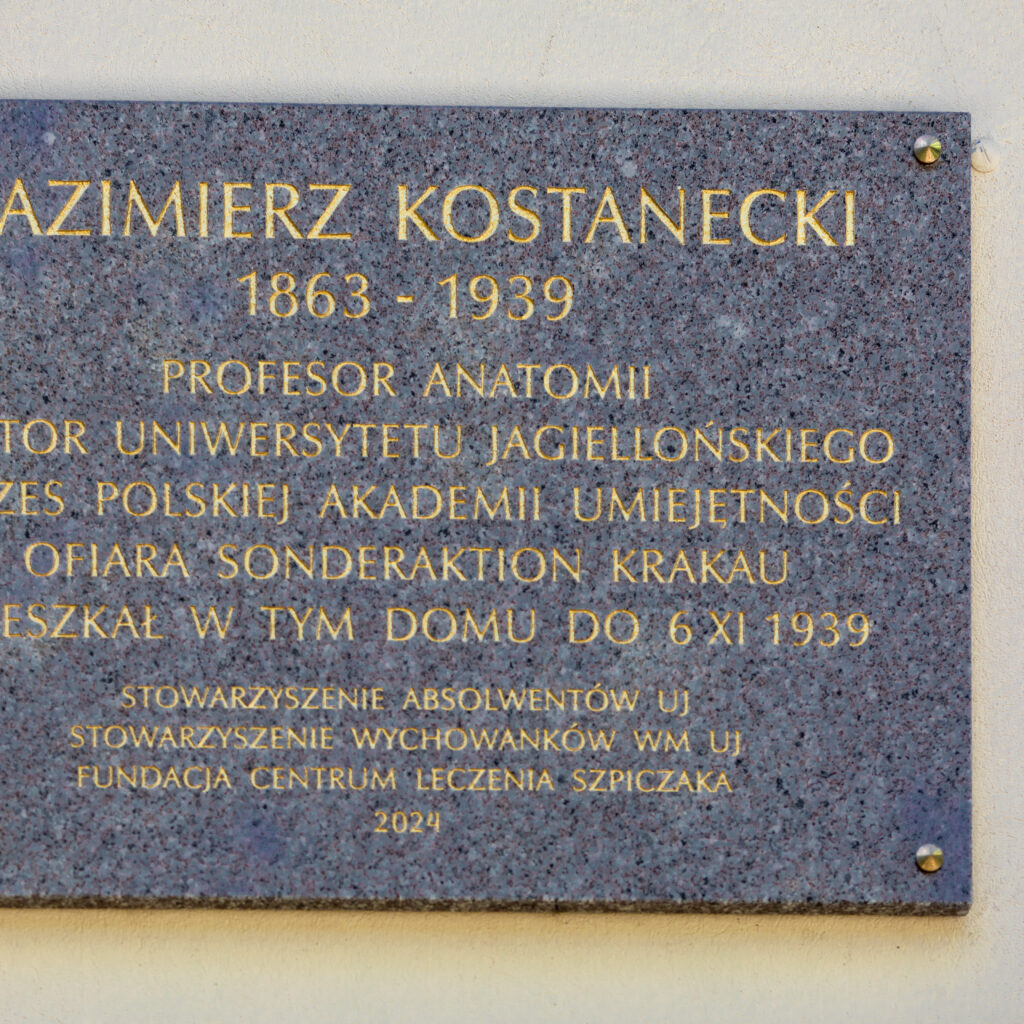 AZIMIERZ KOSTANECKI
1863 - 1939
PROFESOR ANATOMII
TOR UNIWERSYTETU JAGIELLOŃSKIEGO
ZES POLSKIEJ AKADEMII UMIEJĘTNOŚCI
OFIARA SONDERAKTION KRAKAU
ESZKAŁ W TYM DOMU DO 6 XI 1939
STOWARZYSZENIE ABSOLWENTÓW UJ
STOWARZYSZENIE WYCHOWANKÓW WM UJ
FUNDACJA CENTRUM LECZENIA SZPICZAKA
2024